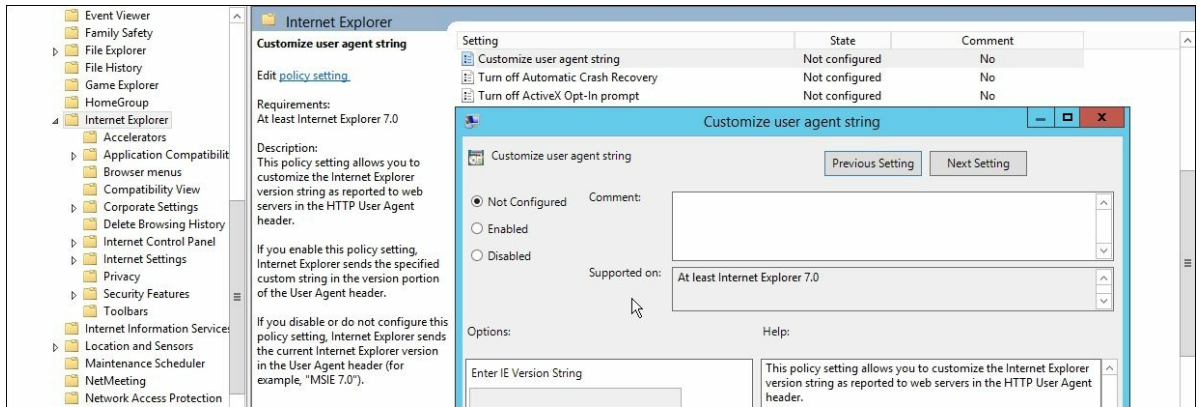 Event Viewer
Family Safety
File Explorer
File History
Game Explorer
HomeGroup
Internet Explorer
Accelerators
Application Compatibilit
Browser menus
Compatibility View
Corporate Settings
Delete Browsing History
Internet Control Panel
Internet Settings
Privacy
Security Features
Toolbars
Internet Information Services
Location and Sensors
Maintenance Scheduler
NetMeeting
Network Access Protection
Internet Explorer
Customize user agent string
Edit policy setting
Requirements:
At least Internet Explorer 7.0
Description:
This policy setting allows you to
customize the Internet Explorer
version string as reported to web
servers in the HTTP User Agent
header.
If you enable this policy setting,
Internet Explorer sends the specified
custom string in the version portion
of the User Agent header.
If you disable or do not configure this
policy setting, Internet Explorer sends
the current Internet Explorer version
in the User Agent header (for
example, "MSIE 7.0").
Setting State Comment
Customize user agent string Not configured No
Turn off Automatic Crash Recovery Not configured No
Turn off ActiveX Opt-In prompt Not configured No
Customize user agent string
Customize user agent string
Previous Setting Next Setting
Not Configured Comment:
Enabled
Disabled
Supported on: At least Internet Explorer 7.0
Options: Help:
Enter IE Version String
This policy setting allows you to customize the Internet Explorer
version string as reported to web servers in the HTTP User Agent
header.